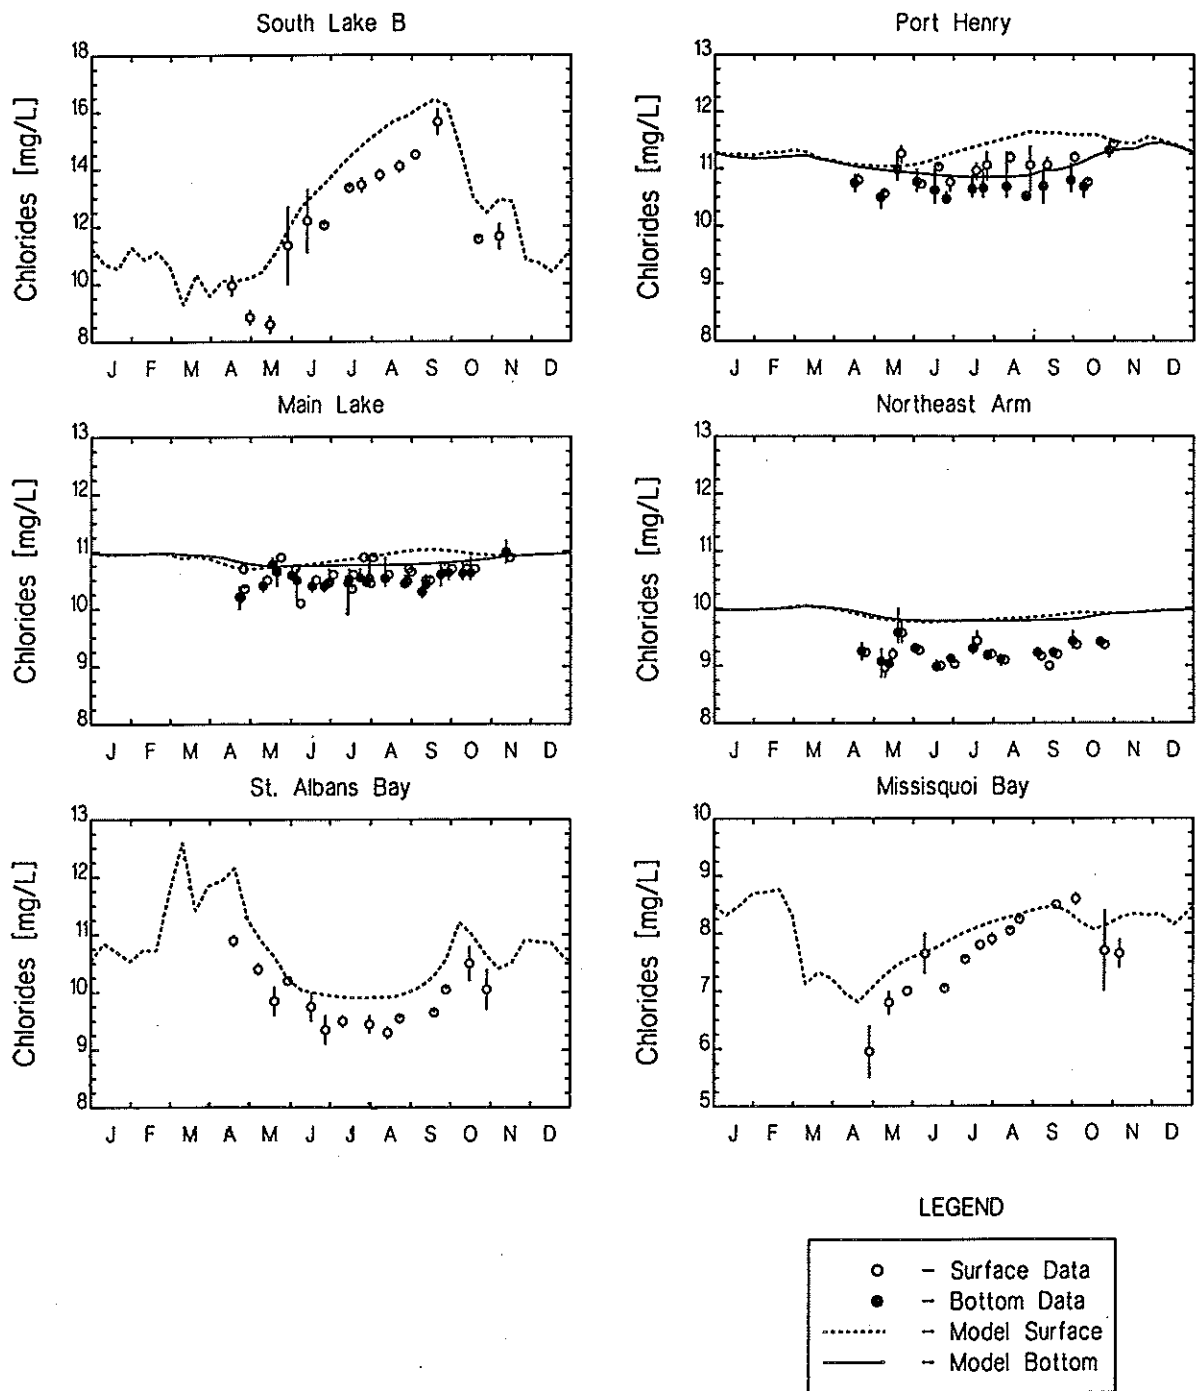 South Lake B
Chlorides [mg/L]
18
16
14
12
10
8
J F M A M J J A S O N D
Port Henry
Chlorides [mg/L]
13
12
11
10
9
8
J F M A M J J A S O N D
Main Lake
Chlorides [mg/L]
13
12
11
10
9
8
J F M A M J J A S O N D
Northeast Arm
Chlorides [mg/L]
13
12
11
10
9
8
J F M A M J J A S O N D
St. Albans Bay
Chlorides [mg/L]
13
12
11
10
9
8
J F M A M J J A S O N D
Missisquoi Bay
Chlorides [mg/L]
10
9
8
7
6
5
J F M A M J J A S O N D
LEGEND
– Surface Data
– Bottom Data
– Model Surface
– Model Bottom